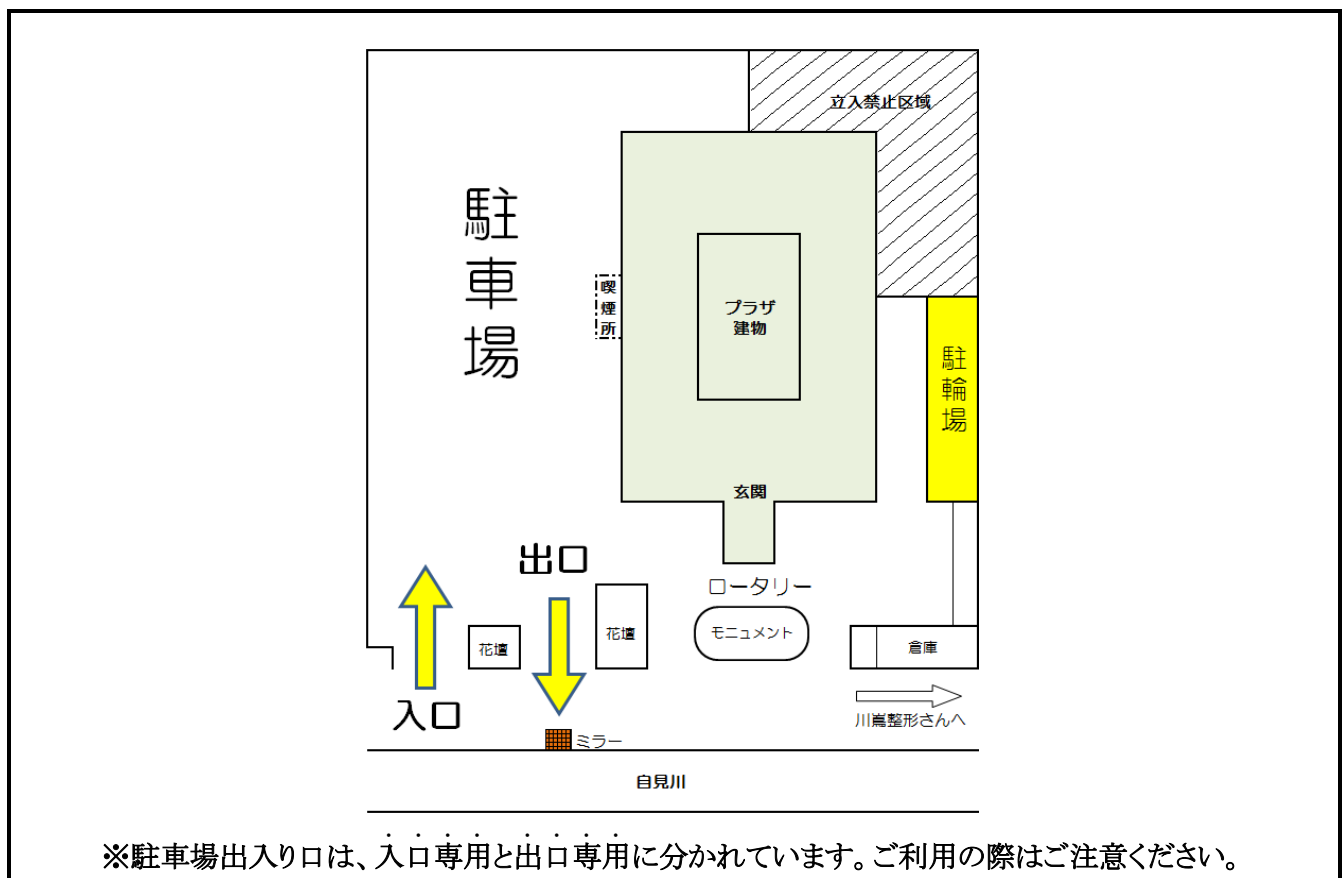 立入禁止区域
駐車場
喫煙所
プラザ
建物
駐輪場
玄関
出口
ロータリー
花壇
花壇
モニュメント
倉庫
入口
川嶌整形さんへ
ミラー
自見川
※駐車場出入り口は、入口専用と出口専用に分かれています。ご利用の際はご注意ください。